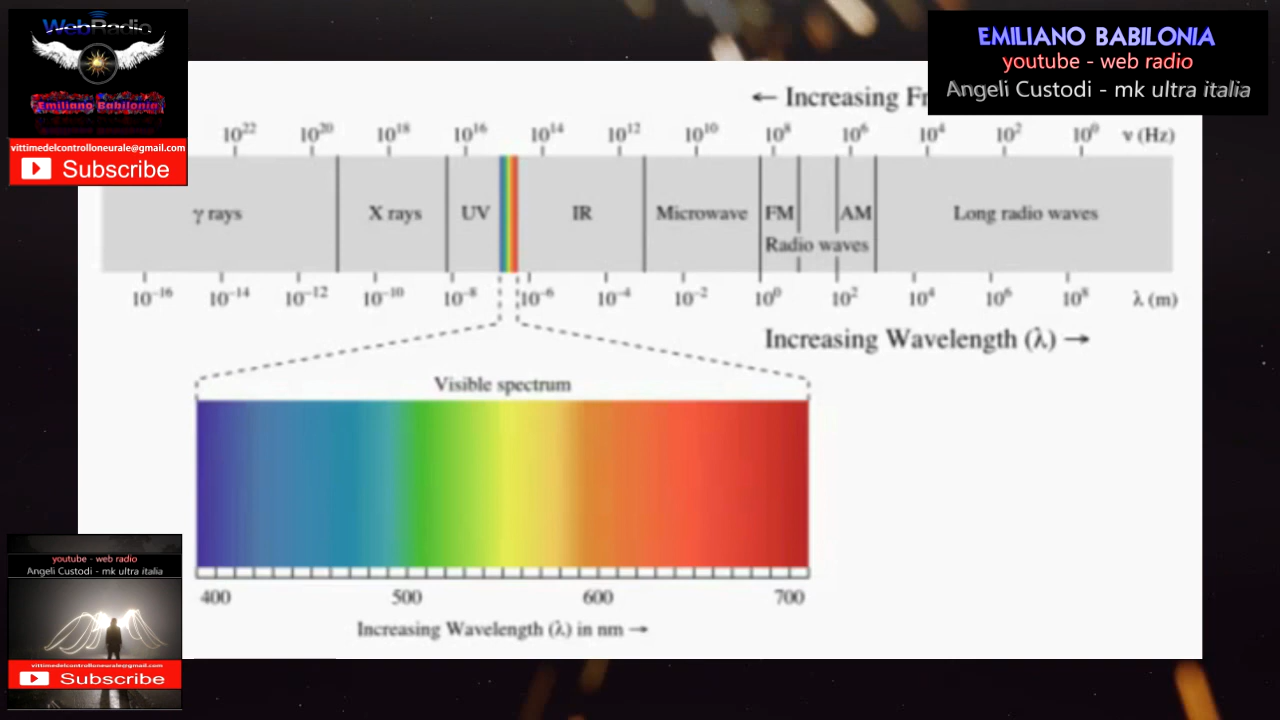 WebRadio
Emiliano Babilonia
vittimedelcontrolloneurale@gmail.com
Subscribe
EMILIANO BABILONIA
youtube - web radio
Angeli Custodi - mk ultra italia
← Increasing Fr
10²² 10²⁰ 10¹⁸ 10¹⁶ 10¹⁴ 10¹² 10¹⁰ 10⁸ 10⁶ 10⁴ 10² 10⁰ ν (Hz)
γ rays X rays UV IR Microwave FM AM Long radio waves
Radio waves
10⁻¹⁶ 10⁻¹⁴ 10⁻¹² 10⁻¹⁰ 10⁻⁸ 10⁻⁶ 10⁻⁴ 10⁻² 10⁰ 10² 10⁴ 10⁶ 10⁸ λ (m)
Increasing Wavelength (λ) →
Visible spectrum
400 500 600 700
Increasing Wavelength (λ) in nm →
youtube - web radio
Angeli Custodi - mk ultra italia
vittimedelcontrolloneurale@gmail.com
Subscribe